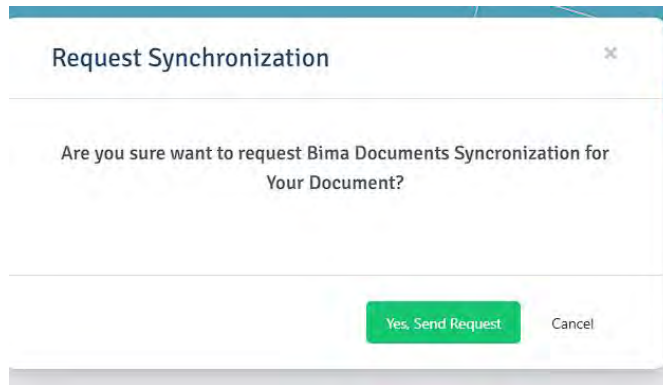 Request Synchronization
×
Are you sure want to request Bima Documents Syncronization for
Your Document?
Yes, Send Request
Cancel